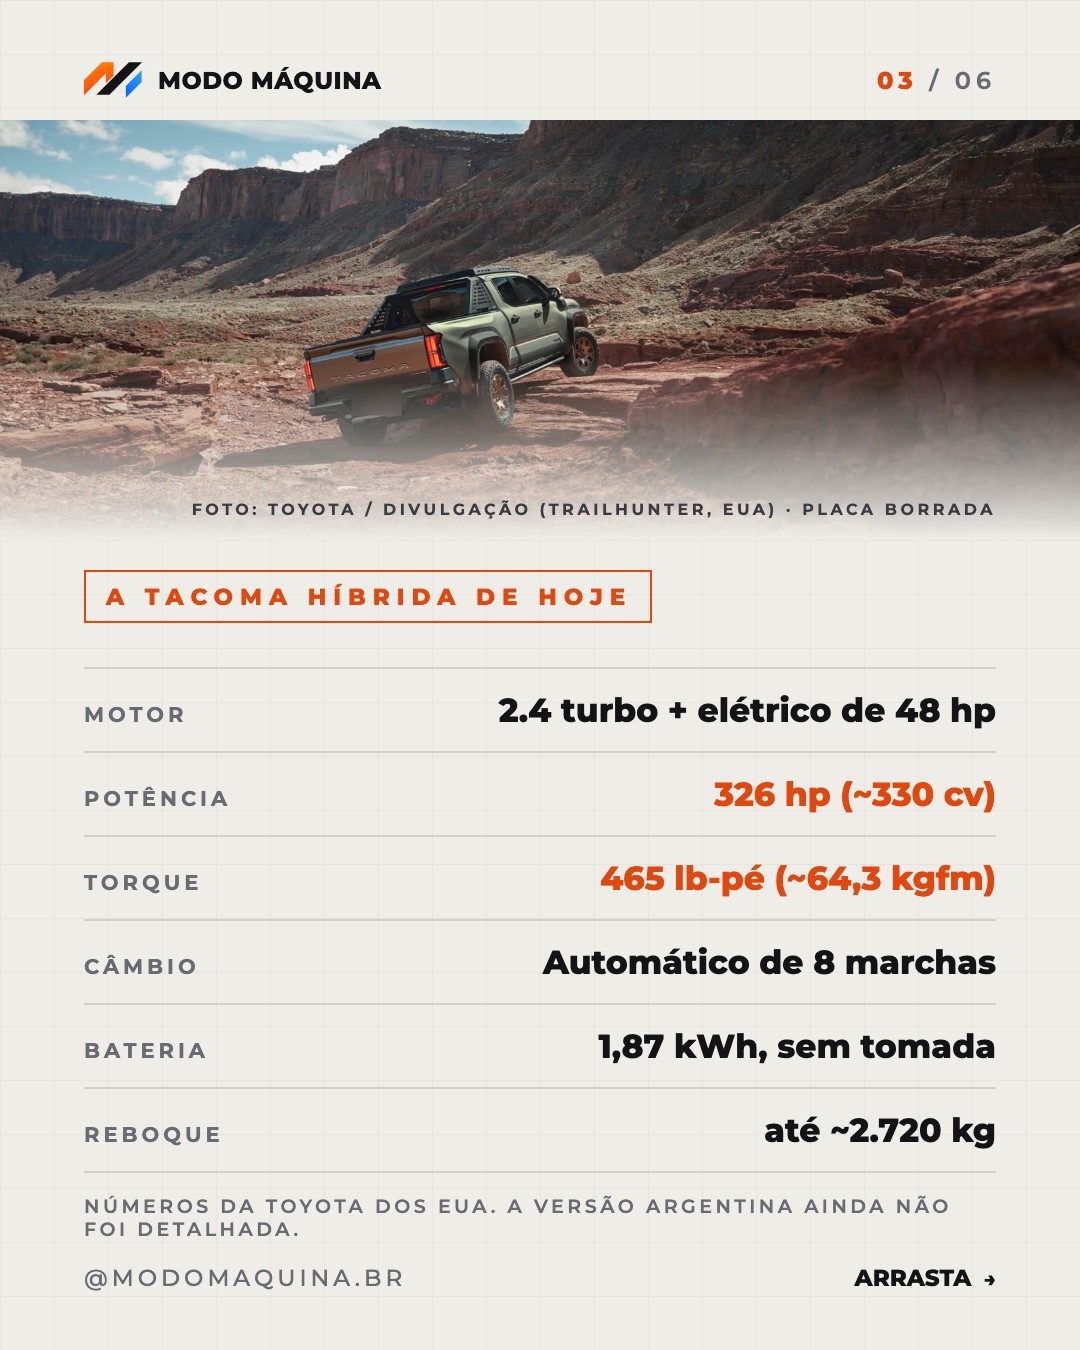 MODO MÁQUINA
03 / 06
FOTO: TOYOTA / DIVULGAÇÃO (TRAILHUNTER, EUA) · PLACA BORRADA
A TACOMA HÍBRIDA DE HOJE
MOTOR
2.4 turbo + elétrico de 48 hp
POTÊNCIA
326 hp (~330 cv)
TORQUE
465 lb-pé (~64,3 kgfm)
CÂMBIO
Automático de 8 marchas
BATERIA
1,87 kWh, sem tomada
REBOQUE
até ~2.720 kg
NÚMEROS DA TOYOTA DOS EUA. A VERSÃO ARGENTINA AINDA NÃO
FOI DETALHADA.
@MODOMAQUINA.BR
ARRASTA →